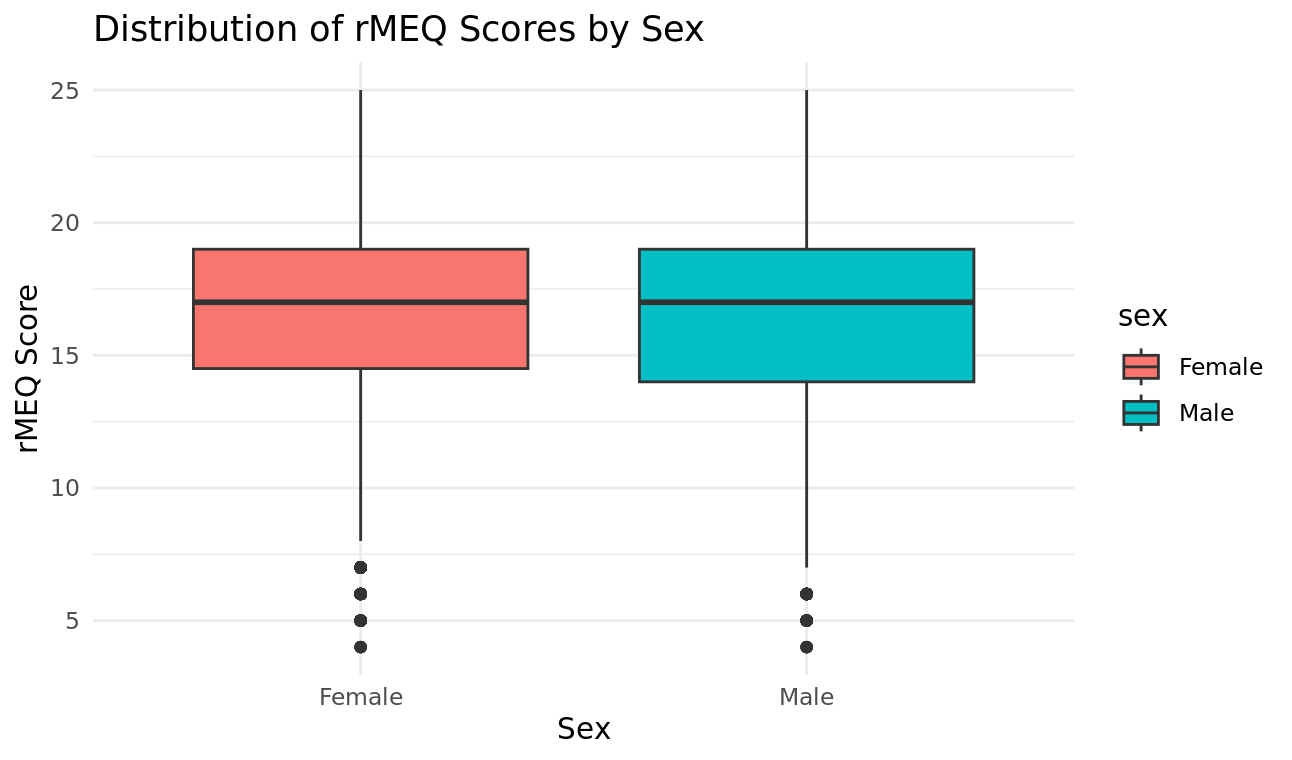 Distribution of rMEQ Scores by Sex
25
20
15
10
5
rMEQ Score
Female
Male
Sex
sex
Female
Male